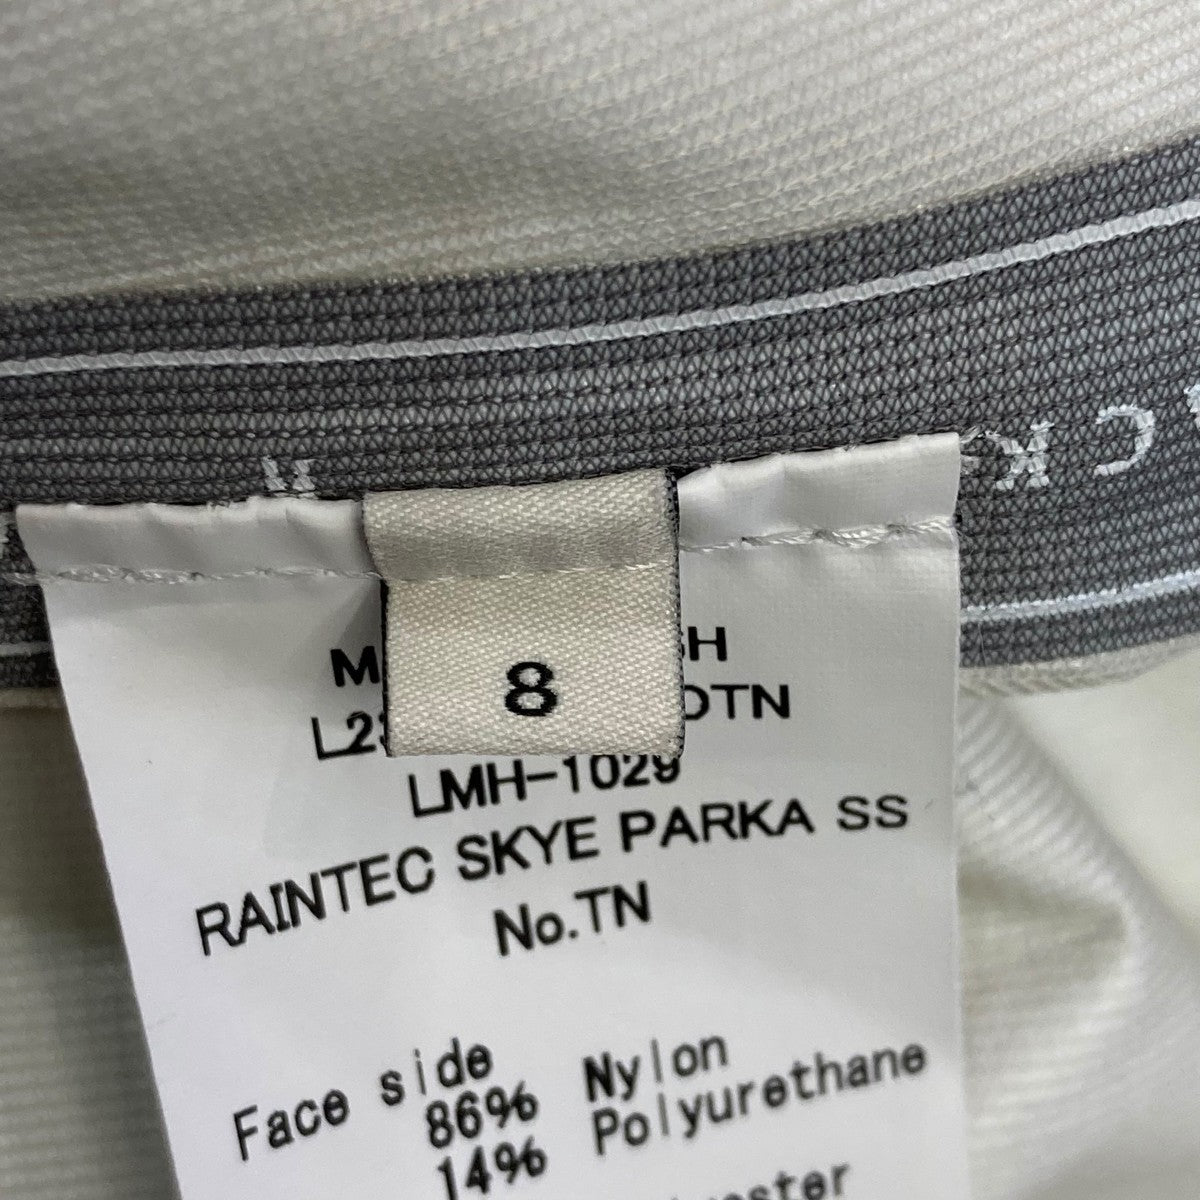 8
LMH-1029
RAINTEC SKYE PARKA SS
No.TN
Face side
86% Nylon
14% Polyurethane